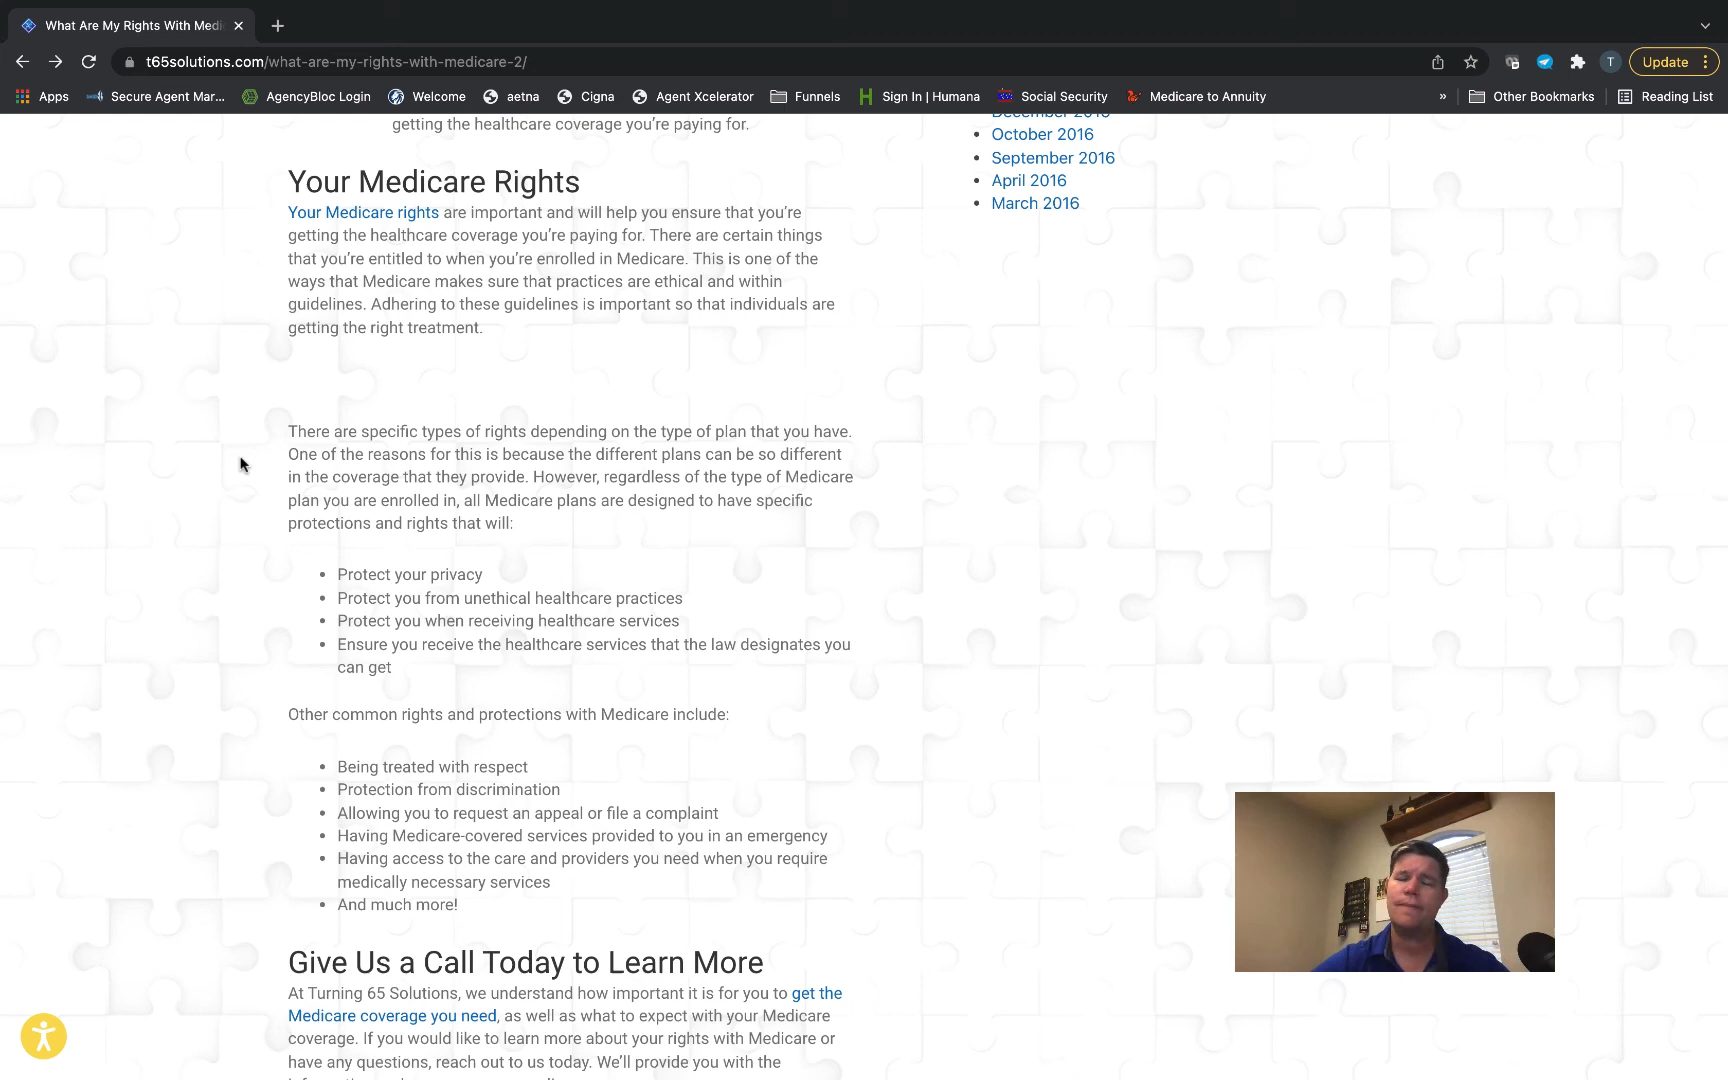 What Are My Rights With Medi
t65solutions.com/what-are-my-rights-with-medicare-2/
T
Update
Apps
Secure Agent Mar...
AgencyBloc Login
Welcome
aetna
Cigna
Agent Xcelerator
Funnels
Sign In | Humana
Social Security
Medicare to Annuity
»
Other Bookmarks
Reading List
getting the healthcare coverage you're paying for.
Your Medicare Rights
Your Medicare rights are important and will help you ensure that you're
getting the healthcare coverage you're paying for. There are certain things
that you're entitled to when you're enrolled in Medicare. This is one of the
ways that Medicare makes sure that practices are ethical and within
guidelines. Adhering to these guidelines is important so that individuals are
getting the right treatment.
There are specific types of rights depending on the type of plan that you have.
One of the reasons for this is because the different plans can be so different
in the coverage that they provide. However, regardless of the type of Medicare
plan you are enrolled in, all Medicare plans are designed to have specific
protections and rights that will:
• Protect your privacy
• Protect you from unethical healthcare practices
• Protect you when receiving healthcare services
• Ensure you receive the healthcare services that the law designates you
can get
Other common rights and protections with Medicare include:
• Being treated with respect
• Protection from discrimination
• Allowing you to request an appeal or file a complaint
• Having Medicare-covered services provided to you in an emergency
• Having access to the care and providers you need when you require
medically necessary services
• And much more!
Give Us a Call Today to Learn More
At Turning 65 Solutions, we understand how important it is for you to get the
Medicare coverage you need, as well as what to expect with your Medicare
coverage. If you would like to learn more about your rights with Medicare or
have any questions, reach out to us today. We'll provide you with the
December 2016
• October 2016
• September 2016
• April 2016
• March 2016